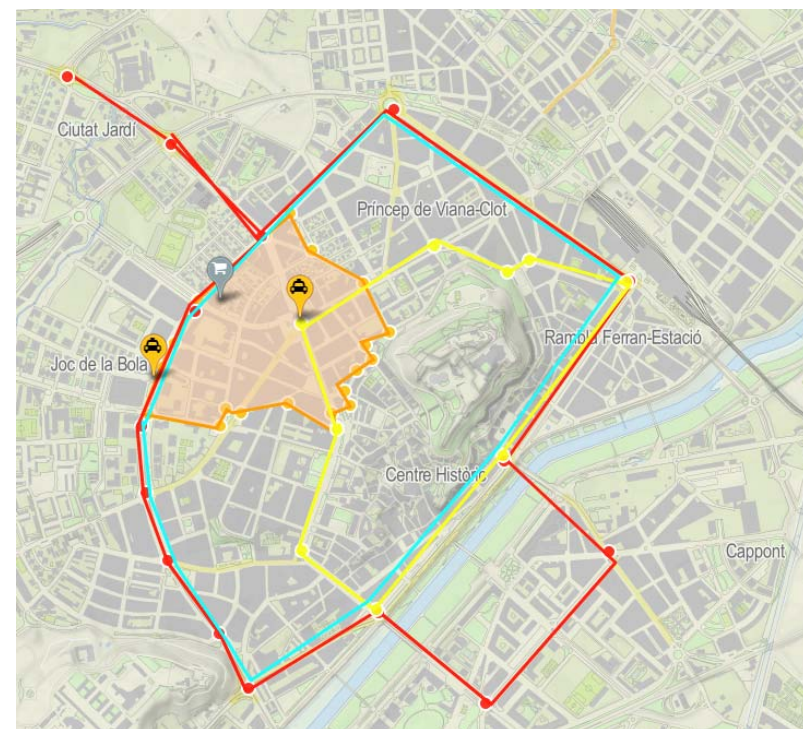 Ciutat Jardí
Príncep de Viana-Clot
Rambla Ferran-Estació
Joc de la Bola
Centre Històric
Cappont